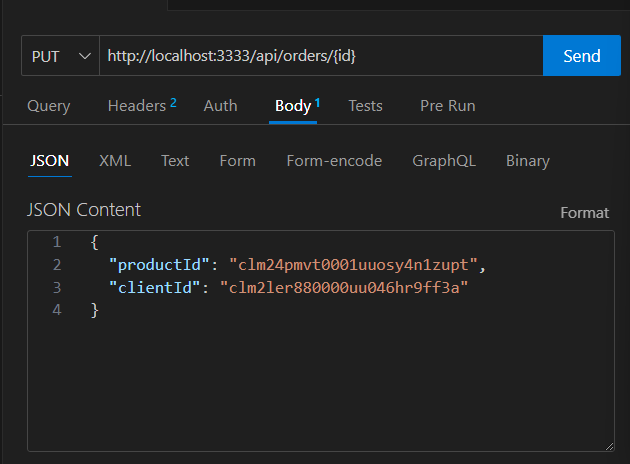 PUT http://localhost:3333/api/orders/{id} Send
Query Headers 2 Auth Body 1 Tests Pre Run
JSON XML Text Form Form-encode GraphQL Binary
JSON Content Format
1 {
2 "productId": "clm24pmvt0001uuosy4n1zupt",
3 "clientId": "clm2ler880000uu046hr9ff3a"
4 }